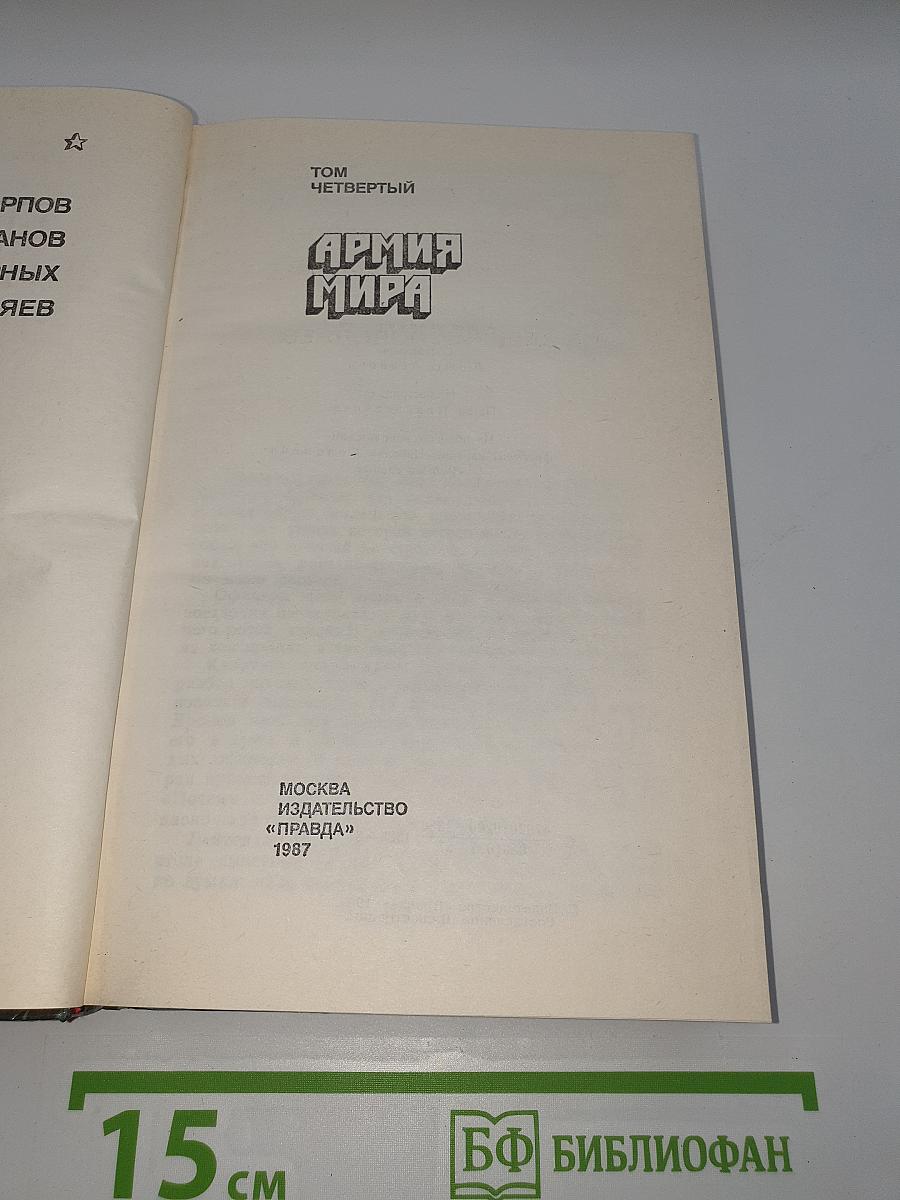 РПОВ
АНОВ
НЫХ
ЯЕВ
ТОМ
ЧЕТВЕРТЫЙ
АРМИЯ
МИРА
МОСКВА
ИЗДАТЕЛЬСТВО
«ПРАВДА»
1987
15 см
БФ БИБЛИОФАН